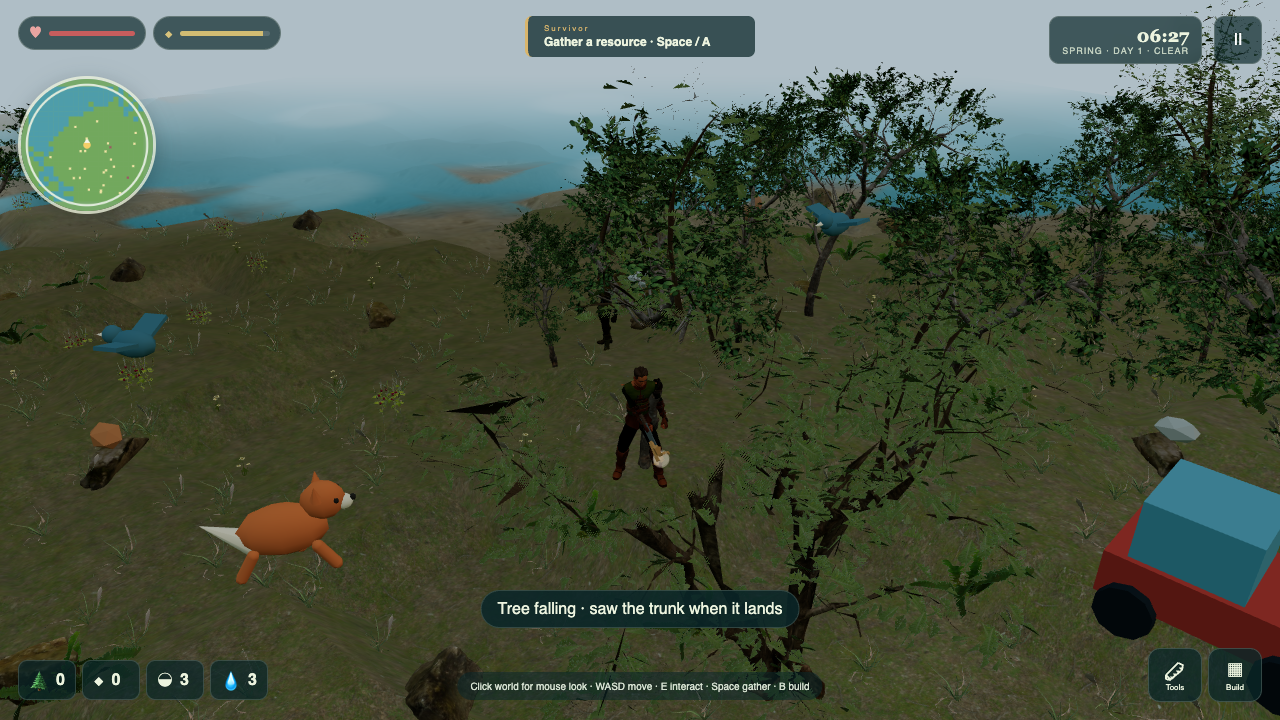 Survivor
Gather a resource · Space / A
06:27
SPRING · DAY 1 · CLEAR
Tree falling · saw the trunk when it lands
0
0
3
3
Click world for mouse look · WASD move · E interact · Space gather · B build
Tools
Build